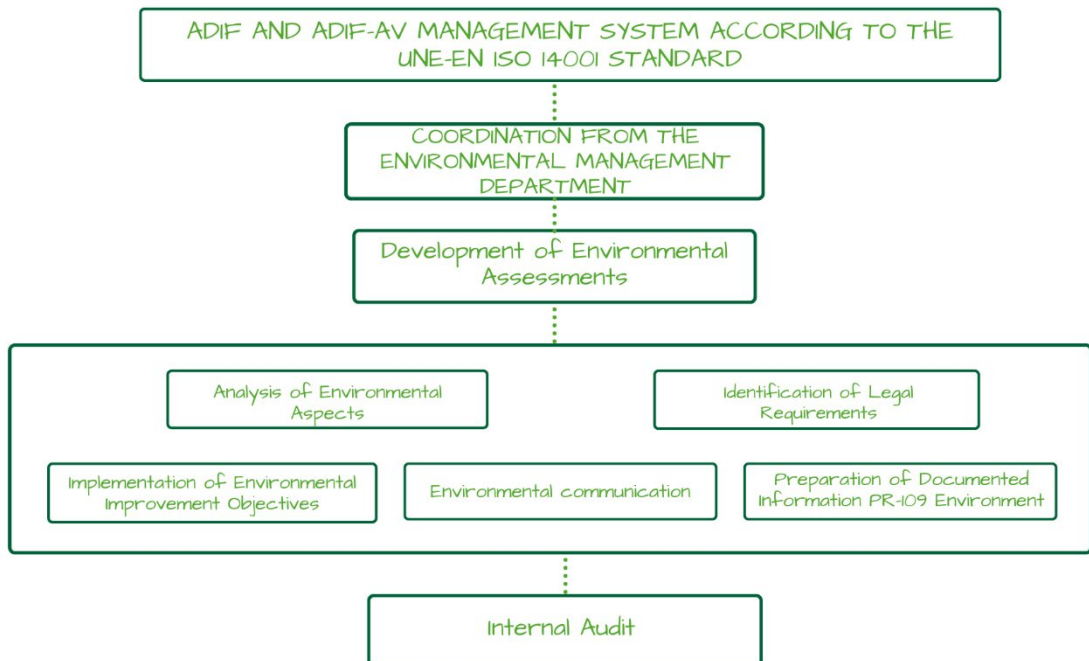 ADIF AND ADIF-AV MANAGEMENT SYSTEM ACCORDING TO THE
UNE-EN ISO 14001 STANDARD
COORDINATION FROM THE
ENVIRONMENTAL MANAGEMENT
DEPARTMENT
Development of Environmental
Assessments
Analysis of Environmental
Aspects
Identification of Legal
Requirements
Implementation of Environmental
Improvement Objectives
Environmental communication
Preparation of Documented
Information PR-109 Environment
Internal Audit